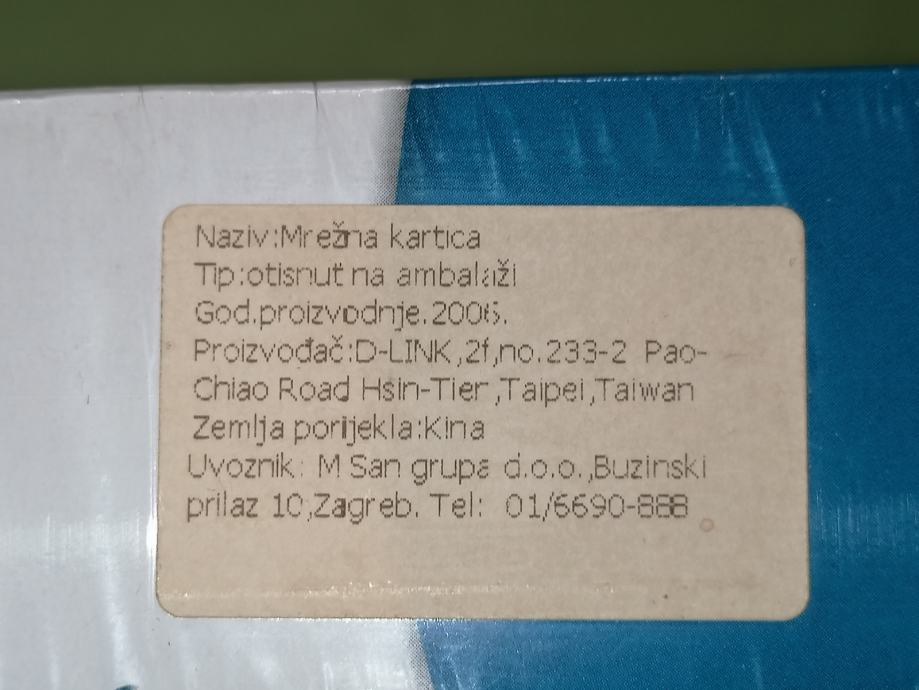 Naziv:Mrežna kartica
Tip:otisnut na ambalaži
God.proizvodnje.2006.
Proizvođač:D-LINK,2f,no.233-2 Pao-
Chiao Road Hsin-Tien,Taipei,Taiwan
Zemlja porijekla:Kina
Uvoznik: M San grupa d.o.o.,Buzinski
prilaz 10,Zagreb. Tel: 01/6690-888